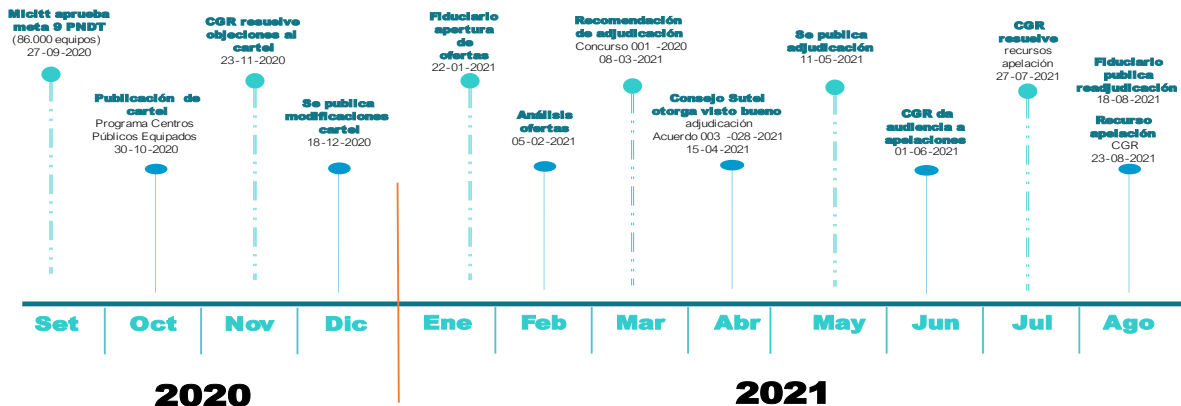 Micitt aprueba
meta 9 PNDT
(86.000 equipos)
27-09-2020
Publicación de
cartel
Programa Centros
Públicos Equipados
30-10-2020
CGR resuelve
objeciones al
cartel
23-11-2020
Se publica
modificaciones
cartel
18-12-2020
Fiduciario
apertura
de
ofertas
22-01-2021
Análisis
ofertas
05-02-2021
Recomendación
de adjudicación
Concurso 001 -2020
08-03-2021
Consejo Sutel
otorga visto bueno
adjudicación
Acuerdo 003 -028-2021
15-04-2021
Se publica
adjudicación
11-05-2021
CGR da
audiencia a
apelaciones
01-06-2021
CGR
resuelve
recursos
apelación
27-07-2021
Fiduciario
publica
readjudicación
18-08-2021
Recurso
apelación
CGR
23-08-2021
Set
Oct
Nov
Dic
Ene
Feb
Mar
Abr
May
Jun
Jul
Ago
2020
2021